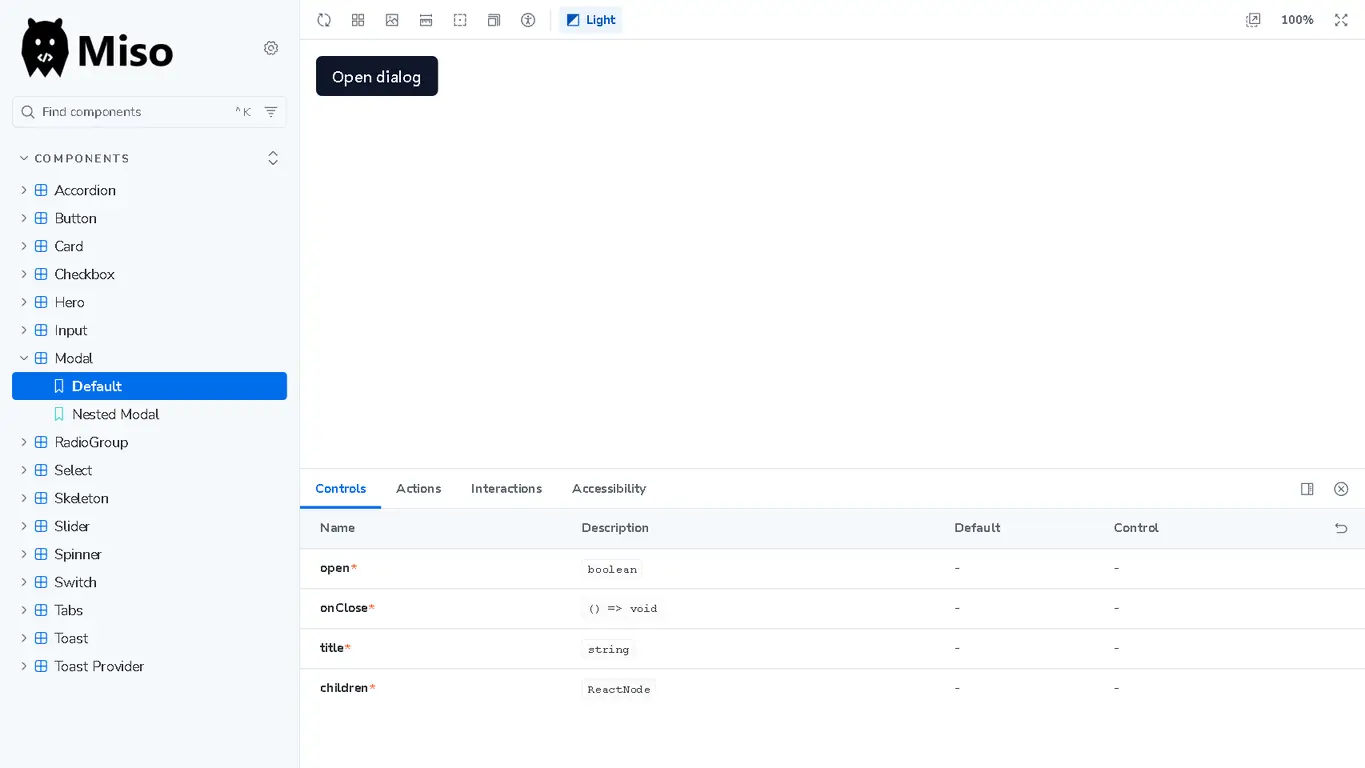 Miso
Find components ^ K
COMPONENTS
Accordion
Button
Card
Checkbox
Hero
Input
Modal
Default
Nested Modal
RadioGroup
Select
Skeleton
Slider
Spinner
Switch
Tabs
Toast
Toast Provider
Light 100%
Open dialog
Controls Actions Interactions Accessibility
Name Description Default Control
open* boolean - -
onClose* () => void - -
title* string - -
children* ReactNode - -